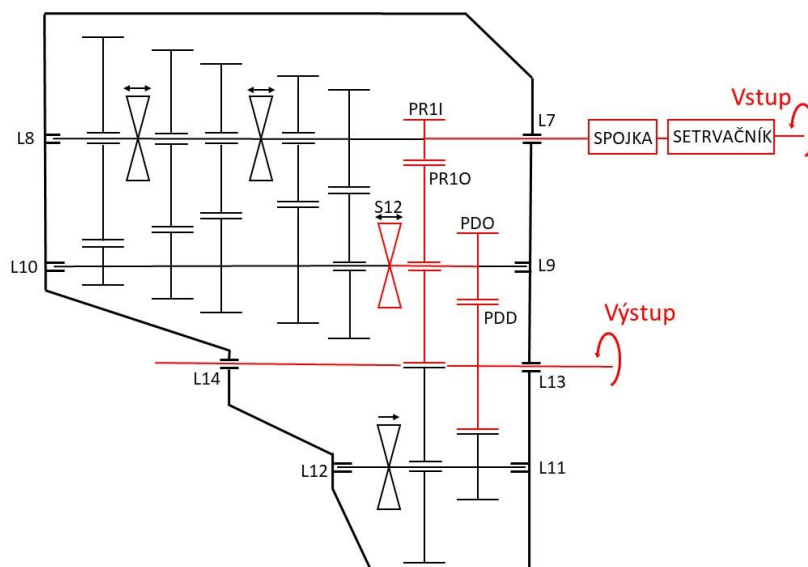 PR1I
L7
Vstup
L8
SPOJKA
SETRVAČNÍK
PR1O
S12
PDO
L10
L9
PDD
Výstup
L14
L13
L12
L11